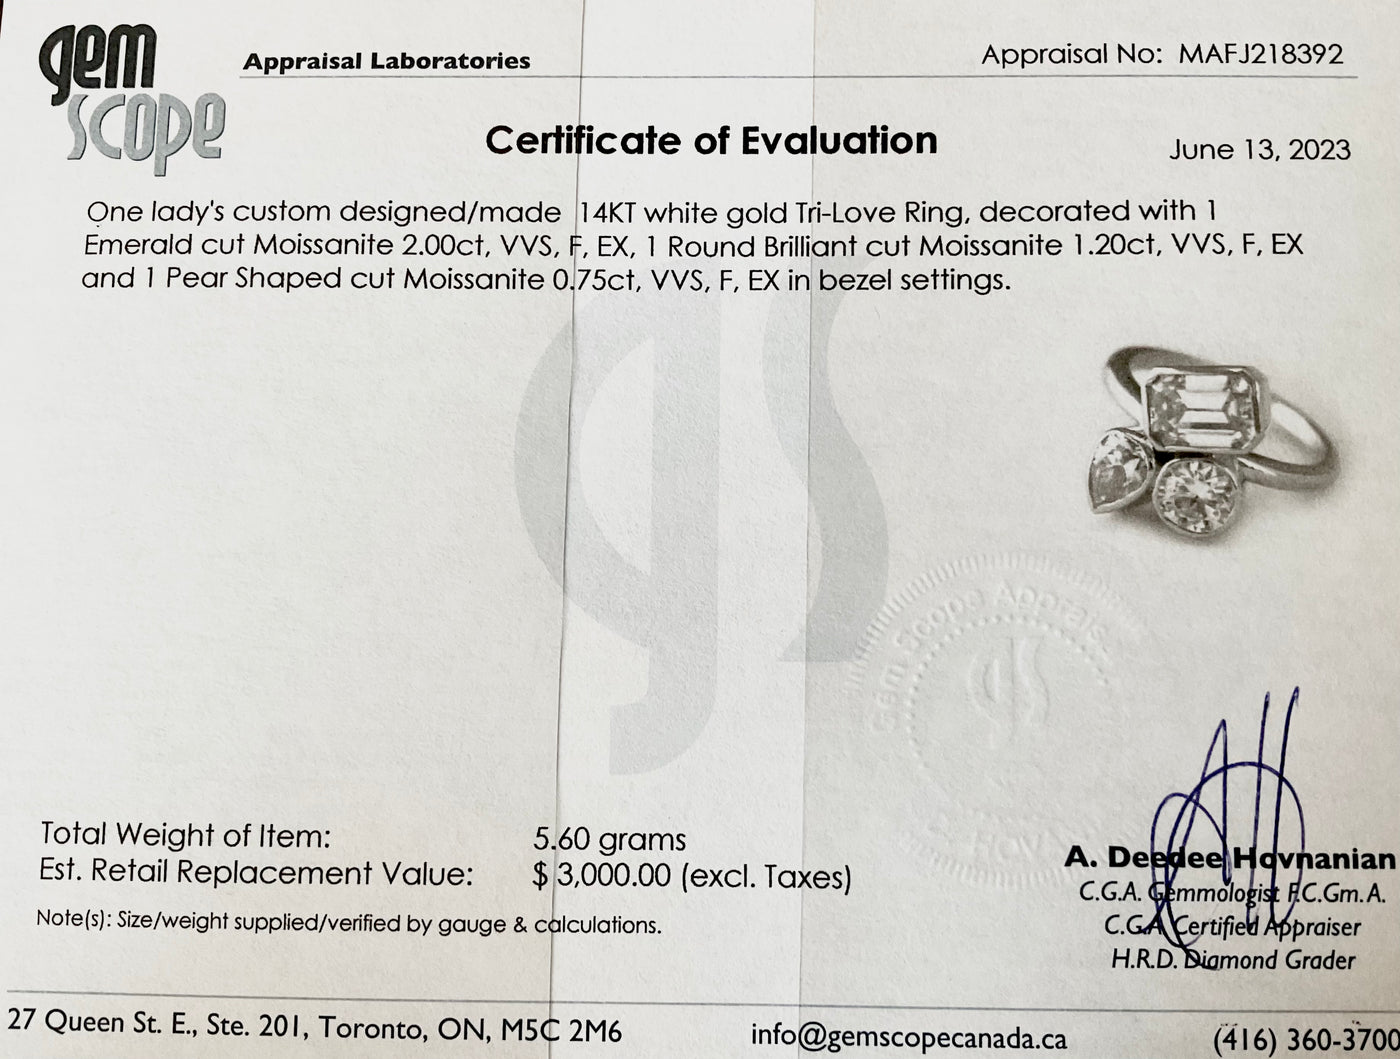 gem
scope
Appraisal Laboratories
Appraisal No: MAFJ218392
Certificate of Evaluation
June 13, 2023
One lady's custom designed/made 14KT white gold Tri-Love Ring, decorated with 1
Emerald cut Moissanite 2.00ct, VVS, F, EX, 1 Round Brilliant cut Moissanite 1.20ct, VVS, F, EX
and 1 Pear Shaped cut Moissanite 0.75ct, VVS, F, EX in bezel settings.
gs
Gem Scope Apprais
gs
Total Weight of Item: 5.60 grams
Est. Retail Replacement Value: $ 3,000.00 (excl. Taxes)
Note(s): Size/weight supplied/verified by gauge & calculations.
A. Deedee Hovnanian
C.G.A. Gemmologist F.C.Gm.A.
C.G.A Certified Appraiser
H.R.D. Diamond Grader
27 Queen St. E., Ste. 201, Toronto, ON, M5C 2M6
info@gemscopecanada.ca
(416) 360-3700